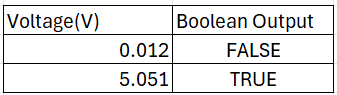 Voltage(V) Boolean Output
0.012 FALSE
5.051 TRUE